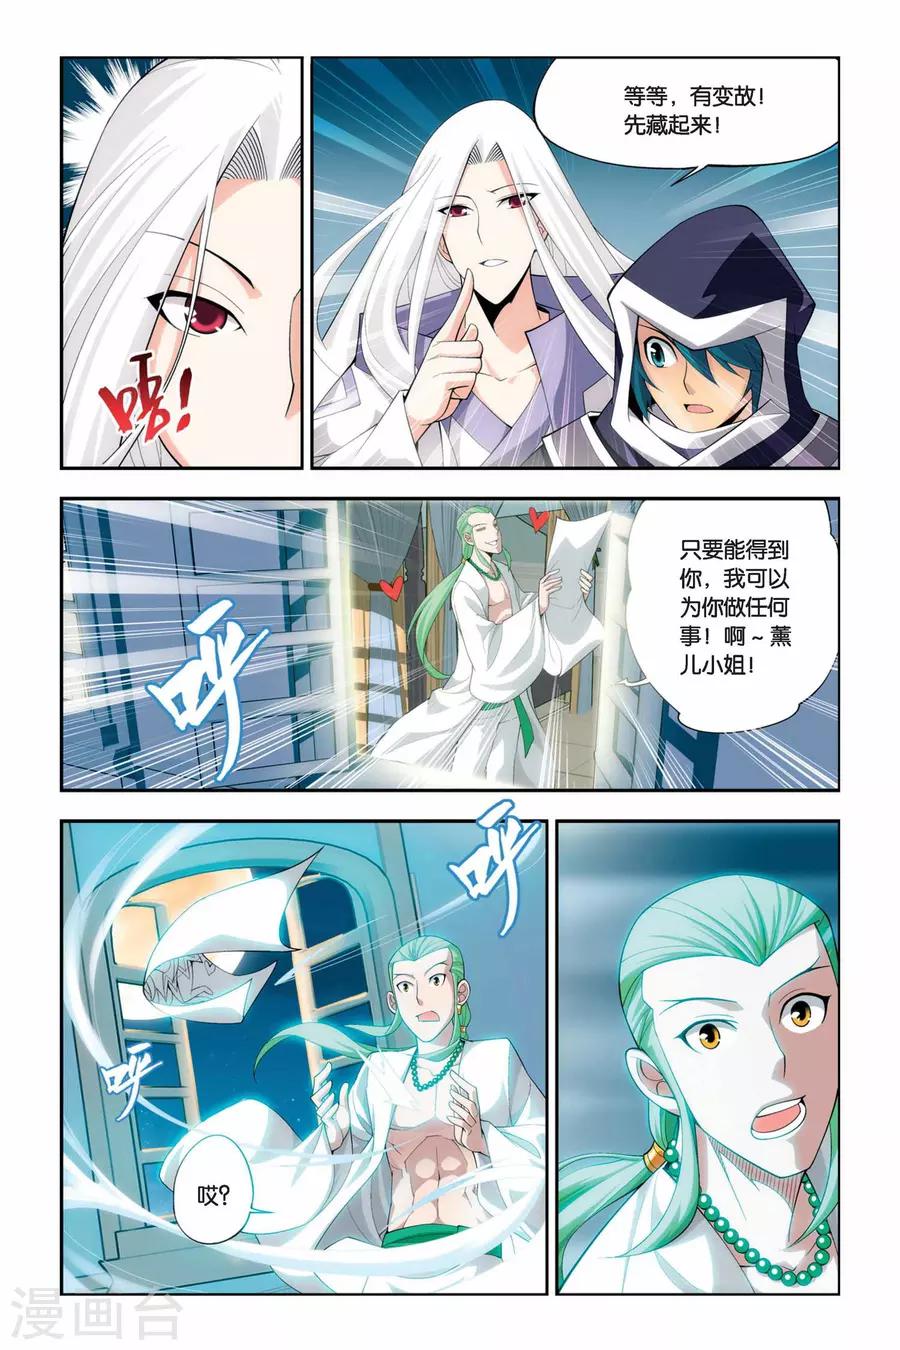 咚！
等等，有变故！
先藏起来！
只要能得到
你，我可以
为你做任何
事！啊～薰
儿小姐！
呼
呼
呼
哎？
漫画台